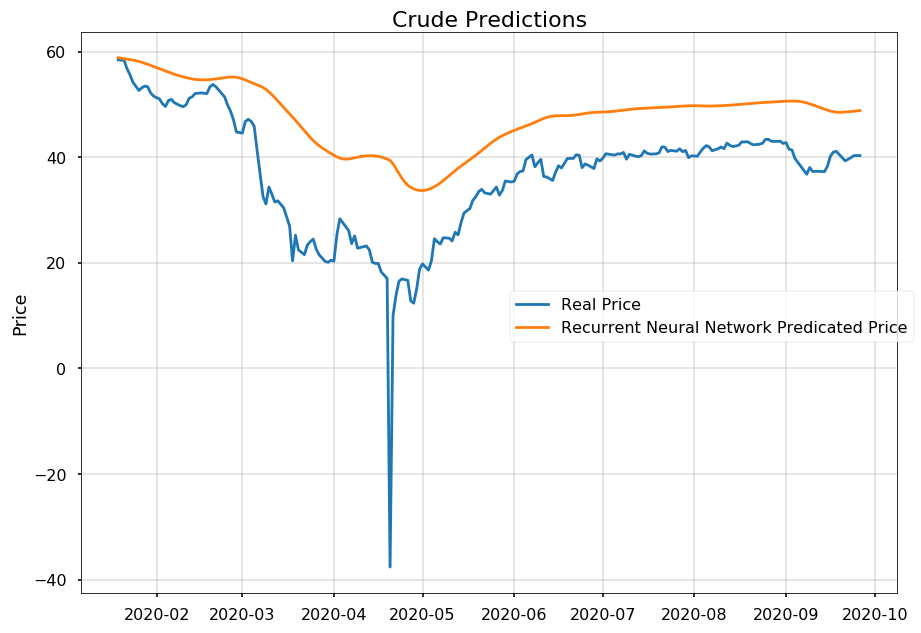 Crude Predictions
60
40
20
0
−20
−40
Price
Real Price
Recurrent Neural Network Predicated Price
2020-02 2020-03 2020-04 2020-05 2020-06 2020-07 2020-08 2020-09 2020-10